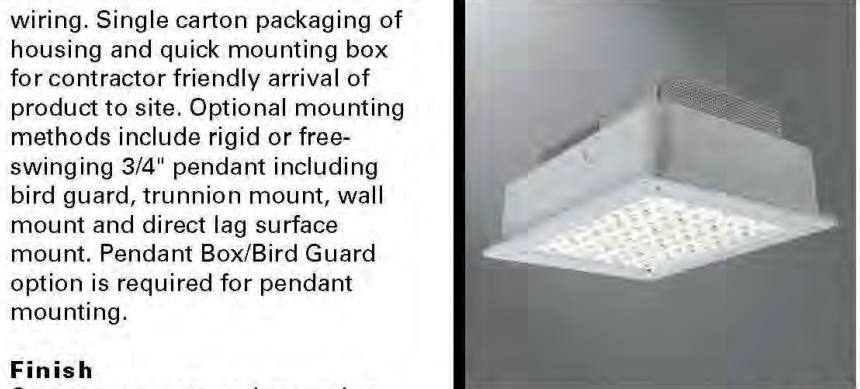 wiring. Single carton packaging of
housing and quick mounting box
for contractor friendly arrival of
product to site. Optional mounting
methods include rigid or free-
swinging 3/4" pendant including
bird guard, trunnion mount, wall
mount and direct lag surface
mount. Pendant Box/Bird Guard
option is required for pendant
mounting.
Finish